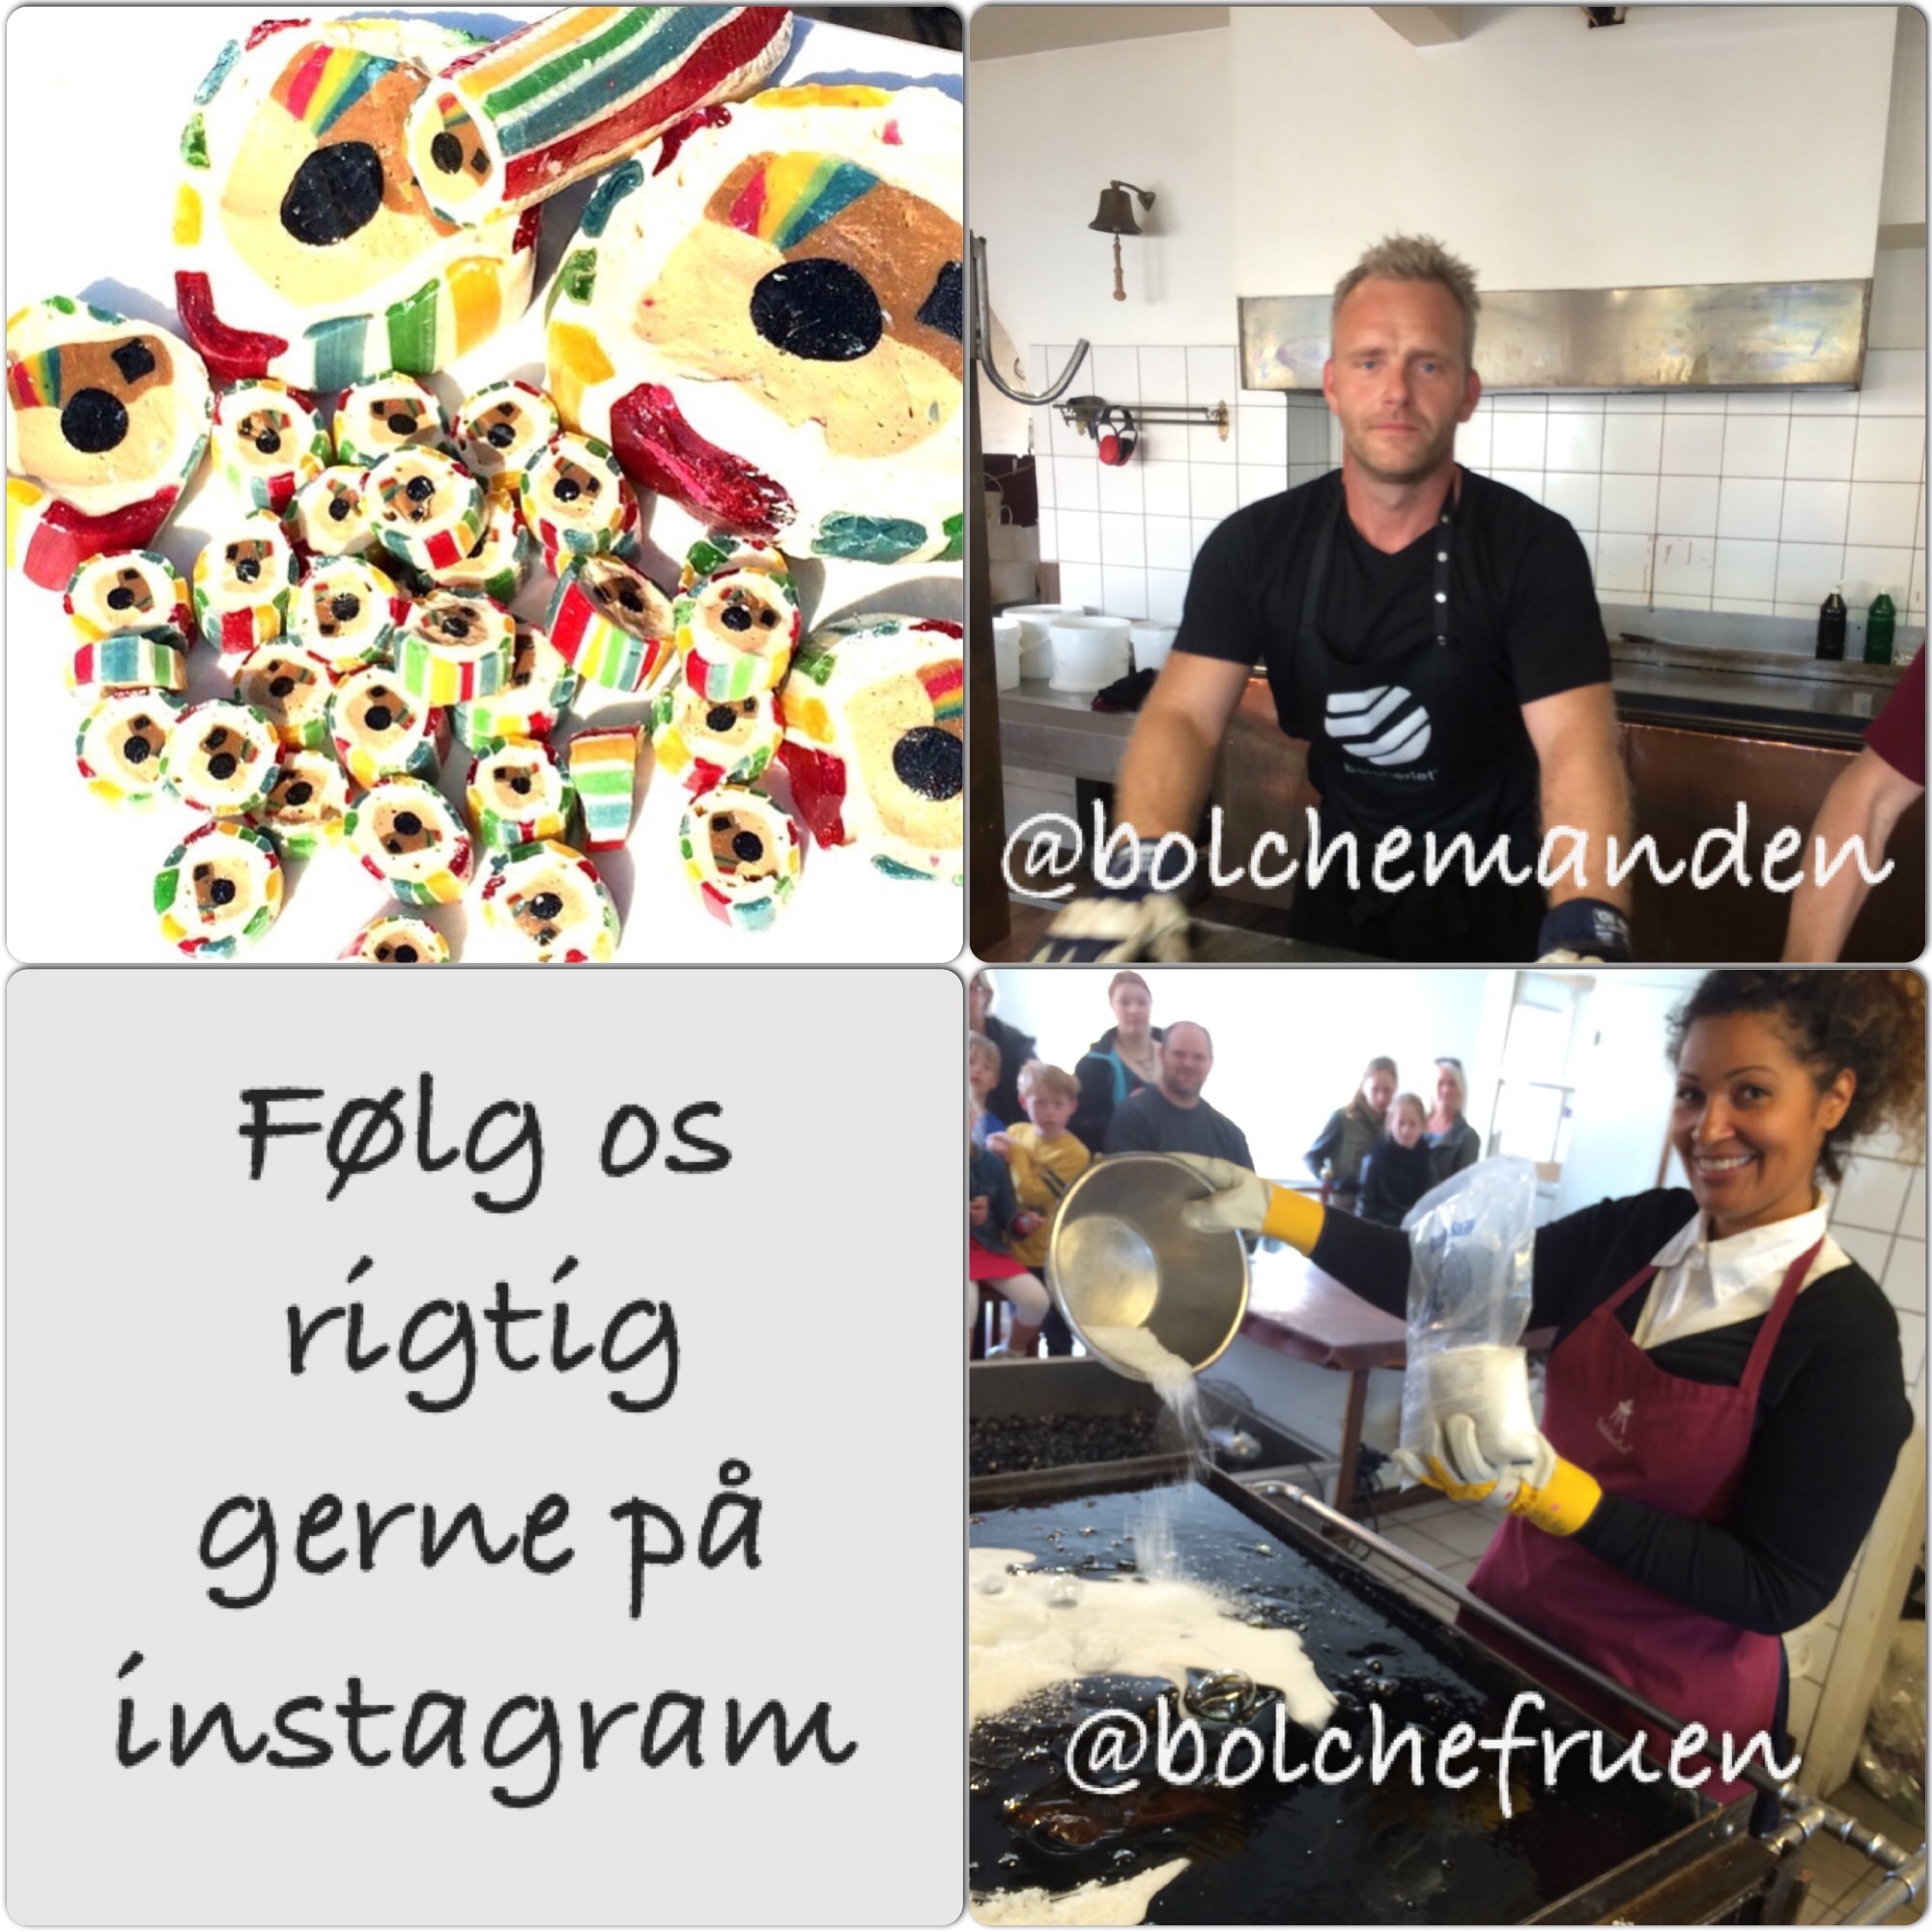 @bolchemanden
Følg os
rigtig
gerne på
instagram
@bolchefruen